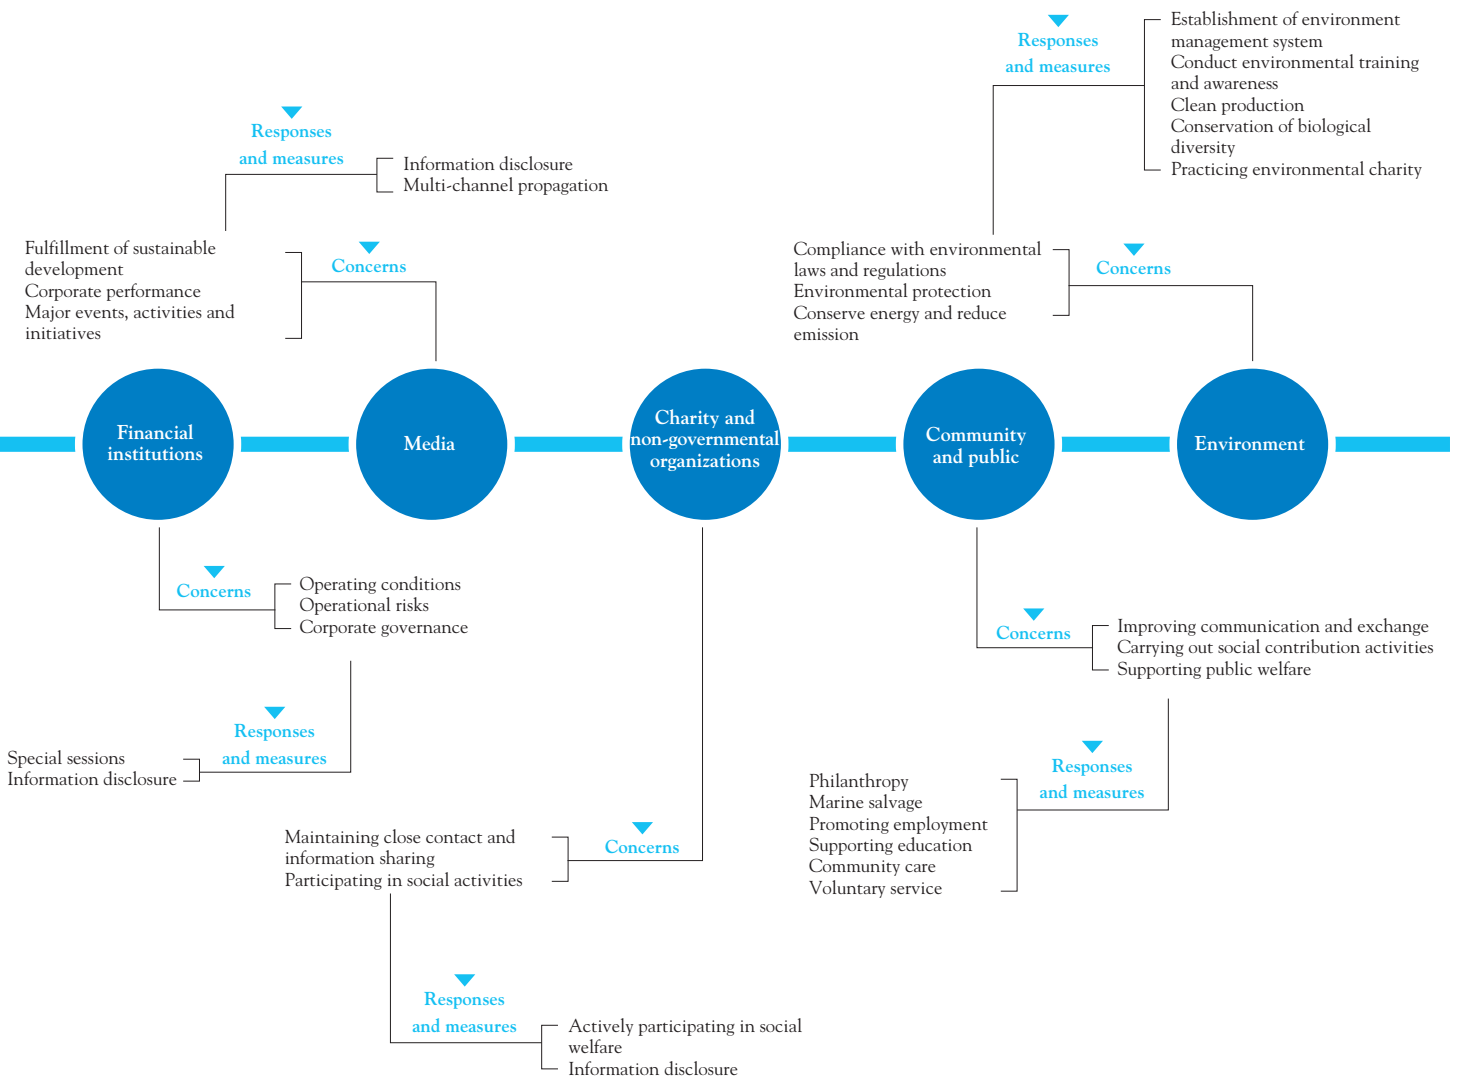 Responses
and measures
Establishment of environment
management system
Conduct environmental training
and awareness
Clean production
Conservation of biological
diversity
Practicing environmental charity
Responses
and measures
Information disclosure
Multi-channel propagation
Fulfillment of sustainable
development
Corporate performance
Major events, activities and
initiatives
Concerns
Compliance with environmental
laws and regulations
Environmental protection
Conserve energy and reduce
emission
Concerns
Financial
institutions
Media
Charity and
non-governmental
organizations
Community
and public
Environment
Concerns
Operating conditions
Operational risks
Corporate governance
Responses
and measures
Special sessions
Information disclosure
Concerns
Improving communication and exchange
Carrying out social contribution activities
Supporting public welfare
Responses
and measures
Philanthropy
Marine salvage
Promoting employment
Supporting education
Community care
Voluntary service
Maintaining close contact and
information sharing
Participating in social activities
Concerns
Responses
and measures
Actively participating in social
welfare
Information disclosure